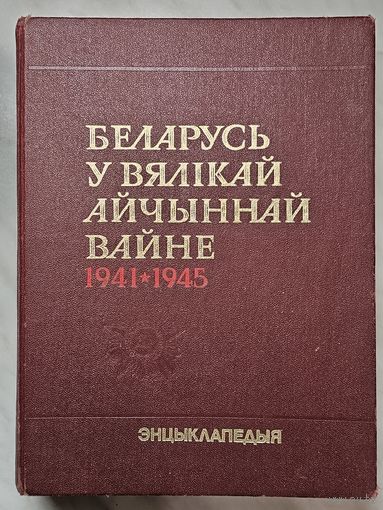 БЕЛАРУСЬ
У ВЯЛІКАЙ
АЙЧЫННАЙ
ВАЙНЕ
1941★1945
ЭНЦЫКЛАПЕДЫЯ